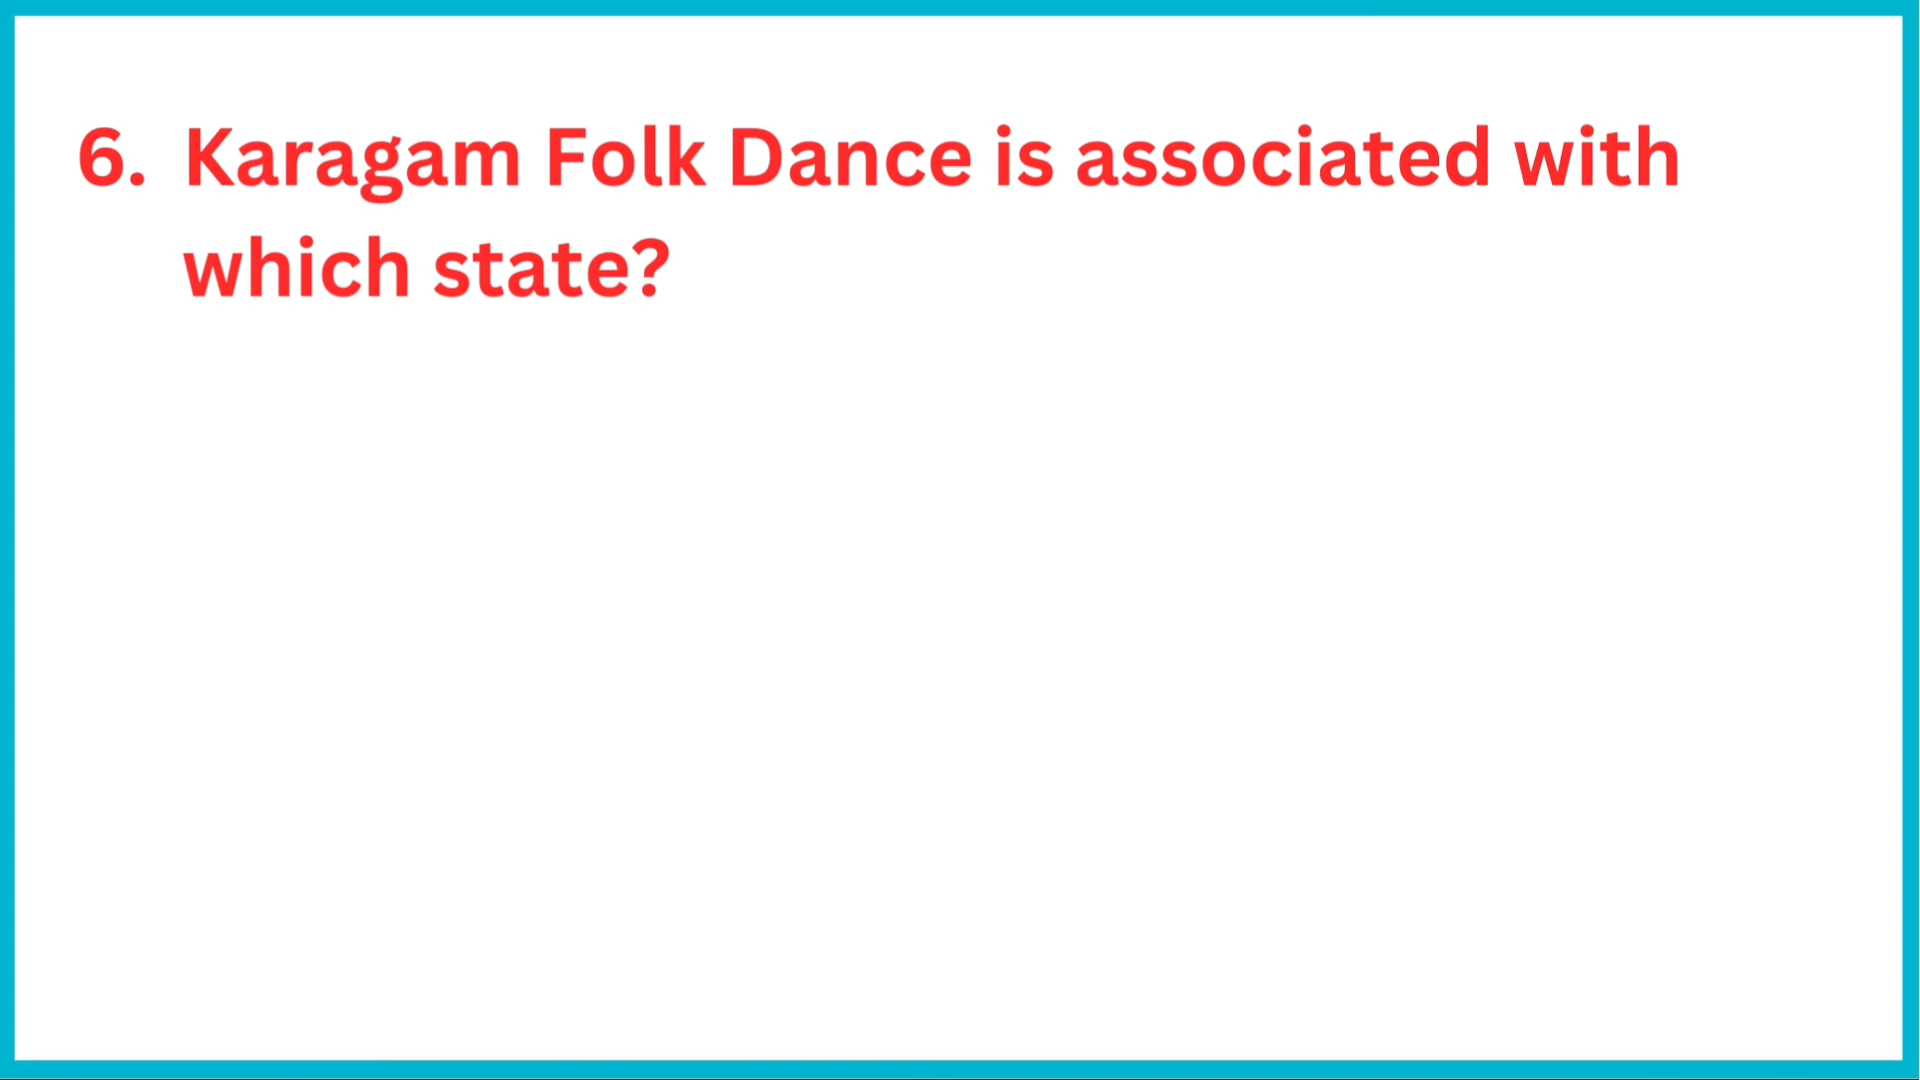 6. Karagam Folk Dance is associated with
which state?